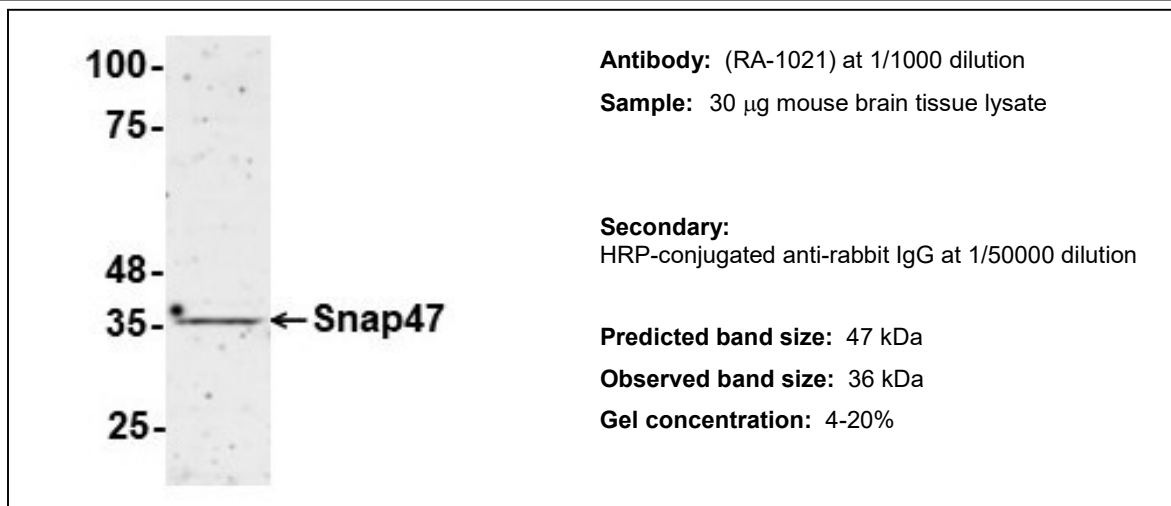 100-
75-
48-
35-
25-
←Snap47
Antibody: (RA-1021) at 1/1000 dilution
Sample: 30 μg mouse brain tissue lysate
Secondary:
HRP-conjugated anti-rabbit IgG at 1/50000 dilution
Predicted band size: 47 kDa
Observed band size: 36 kDa
Gel concentration: 4-20%